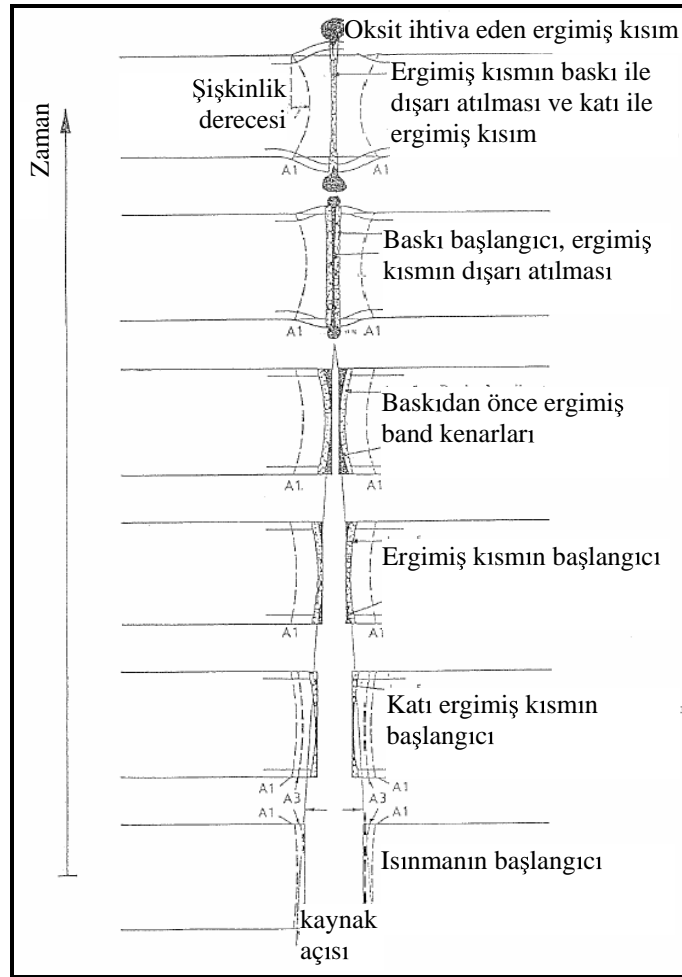 Oksit ihtiva eden ergimiş kısım
Ergimiş kısmın baskı ile
dışarı atılması ve katı ile
ergimiş kısım
Şişkinlik
derecesi
Zaman
A1
A1
Baskı başlangıcı, ergimiş
kısmın dışarı atılması
A1
A1
Baskıdan önce ergimiş
band kenarları
A1
A1
Ergimiş kısmın başlangıcı
A1
A1
Katı ergimiş kısmın
başlangıcı
A1
A1
A3
A3
A1
A1
Isınmanın başlangıcı
kaynak
açısı